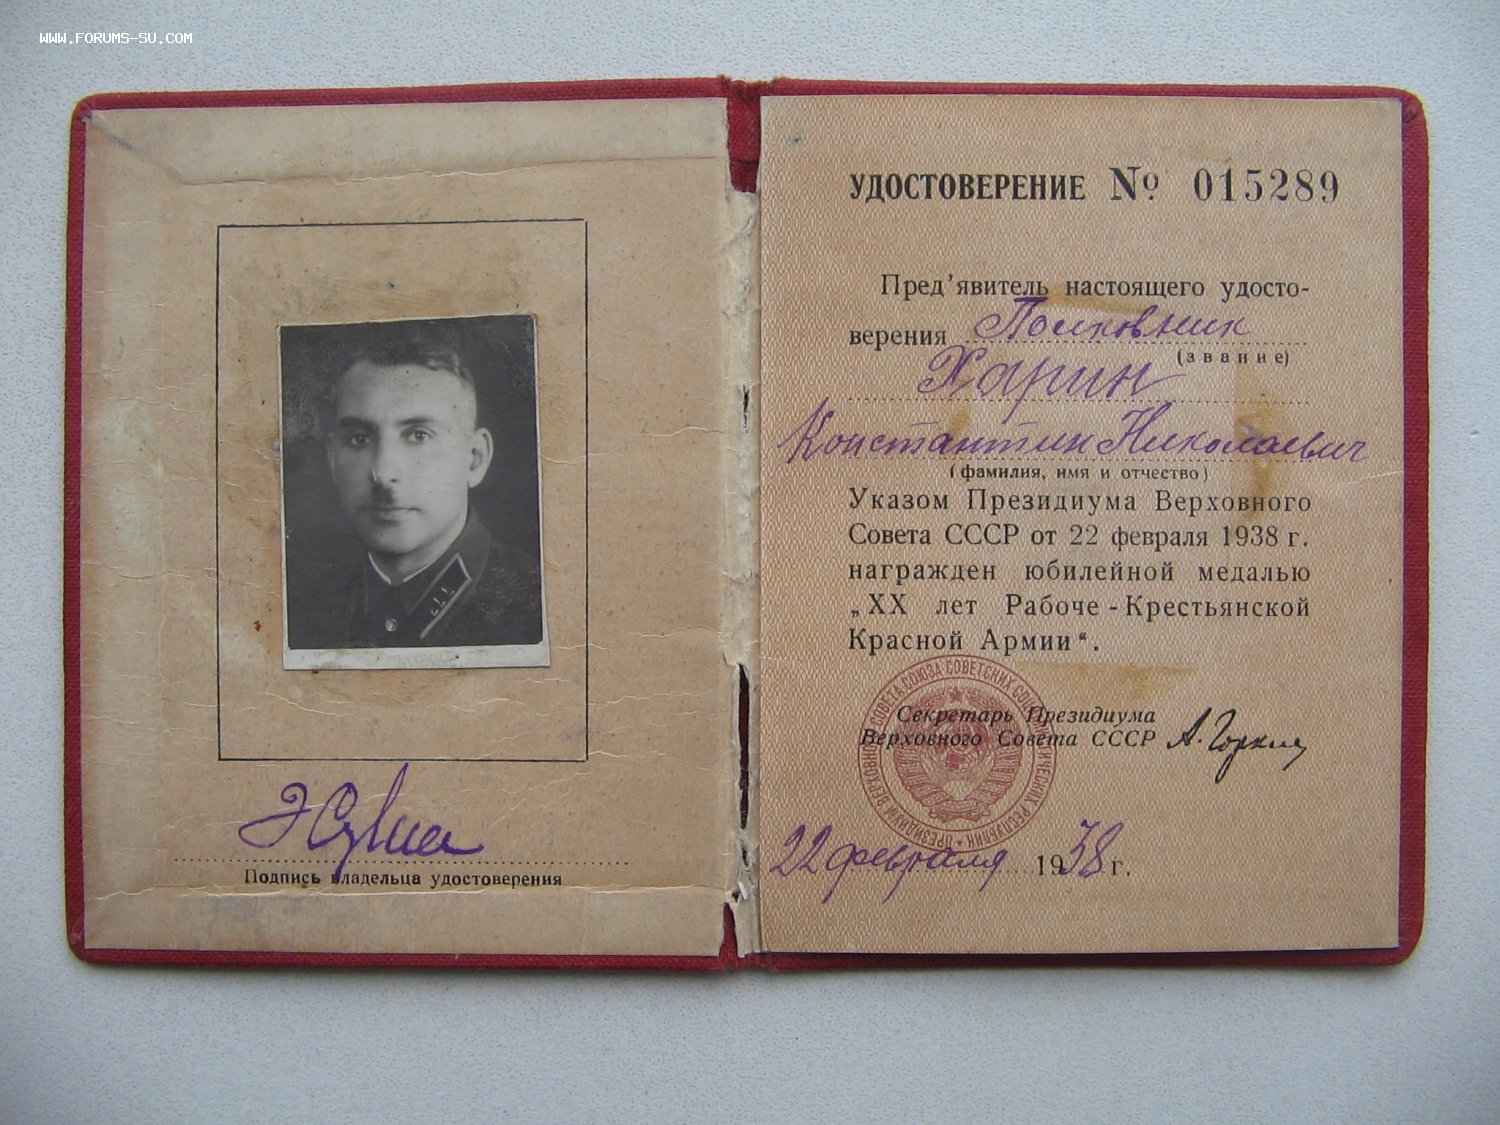 WWW.FORUMS-SU.COM
Подпись владельца удостоверения
УДОСТОВЕРЕНИЕ № 015289
Пред'явитель настоящего удосто-
верения Полковник
(звание)
Харин
Константин Николаевич
(фамилия, имя и отчество)
Указом Президиума Верховного
Совета СССР от 22 февраля 1938 г.
награжден юбилейной медалью
„XX лет Рабоче-Крестьянской
Красной Армии“.
Секретарь Президиума
Верховного Совета СССР А. Горкин
22 февраля 1938 г.